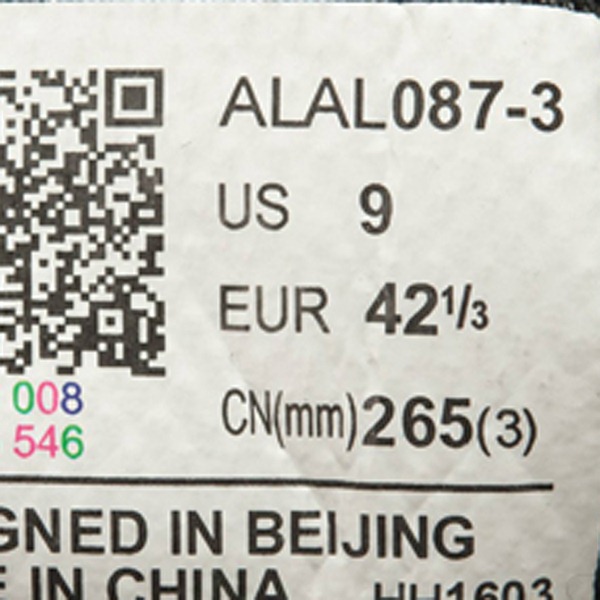 ALAL087-3
US 9
EUR 42 1/3
CN(mm)265(3)
008
546
GNED IN BEIJING
E IN CHINA HH1603